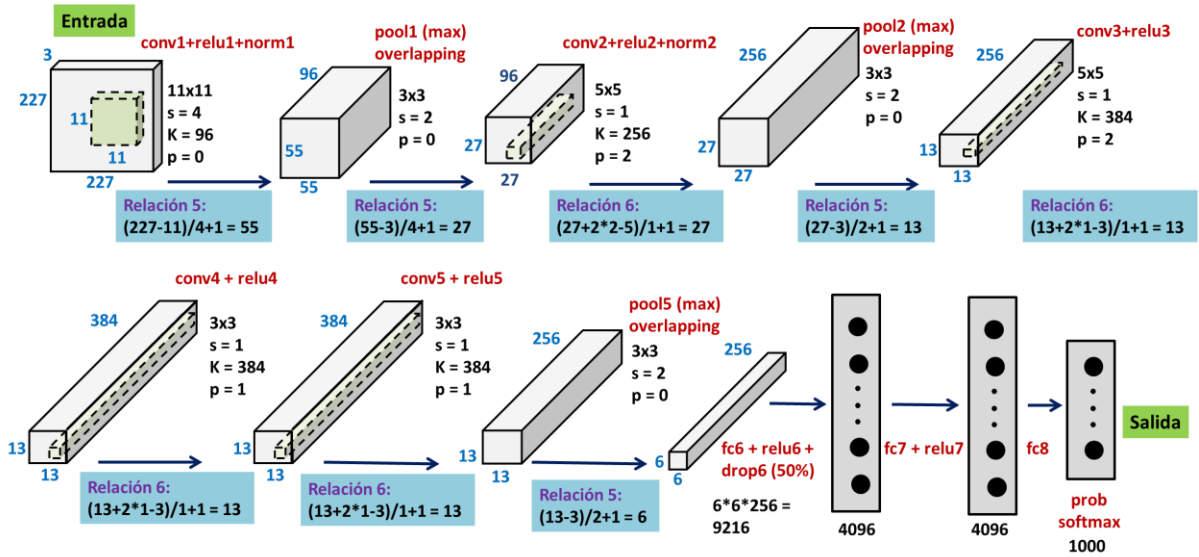 Entrada
3
227
11
11
227
conv1+relu1+norm1
11x11
s = 4
K = 96
p = 0
Relación 5:
(227-11)/4+1 = 55
96
55
55
pool1 (max)
overlapping
3x3
s = 2
p = 0
Relación 5:
(55-3)/4+1 = 27
96
27
27
conv2+relu2+norm2
5x5
s = 1
K = 256
p = 2
Relación 6:
(27+2*2-5)/1+1 = 27
256
27
27
pool2 (max)
overlapping
3x3
s = 2
p = 0
Relación 5:
(27-3)/2+1 = 13
256
13
13
conv3+relu3
5x5
s = 1
K = 384
p = 2
Relación 6:
(13+2*1-3)/1+1 = 13
384
13
13
conv4 + relu4
3x3
s = 1
K = 384
p = 1
Relación 6:
(13+2*1-3)/1+1 = 13
384
13
13
conv5 + relu5
3x3
s = 1
K = 384
p = 1
Relación 6:
(13+2*1-3)/1+1 = 13
256
13
13
pool5 (max)
overlapping
3x3
s = 2
p = 0
Relación 5:
(13-3)/2+1 = 6
256
6
6
fc6 + relu6 +
drop6 (50%)
6*6*256 =
9216
4096
fc7 + relu7
4096
fc8
prob
softmax
1000
Salida